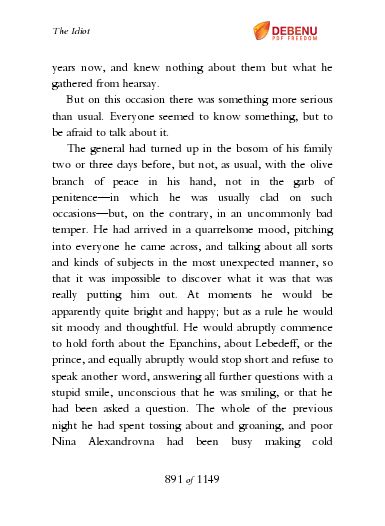 The Idiot
DEBENU
PDF FREEDOM
years now, and knew nothing about them but what he
gathered from hearsay.
But on this occasion there was something more serious
than usual. Everyone seemed to know something, but to
be afraid to talk about it.
The general had turned up in the bosom of his family
two or three days before, but not, as usual, with the olive
branch of peace in his hand, not in the garb of
penitence—in which he was usually clad on such
occasions—but, on the contrary, in an uncommonly bad
temper. He had arrived in a quarrelsome mood, pitching
into everyone he came across, and talking about all sorts
and kinds of subjects in the most unexpected manner, so
that it was impossible to discover what it was that was
really putting him out. At moments he would be
apparently quite bright and happy; but as a rule he would
sit moody and thoughtful. He would abruptly commence
to hold forth about the Epanchins, about Lebedeff, or the
prince, and equally abruptly would stop short and refuse to
speak another word, answering all further questions with a
stupid smile, unconscious that he was smiling, or that he
had been asked a question. The whole of the previous
night he had spent tossing about and groaning, and poor
Nina Alexandrovna had been busy making cold
891 of 1149